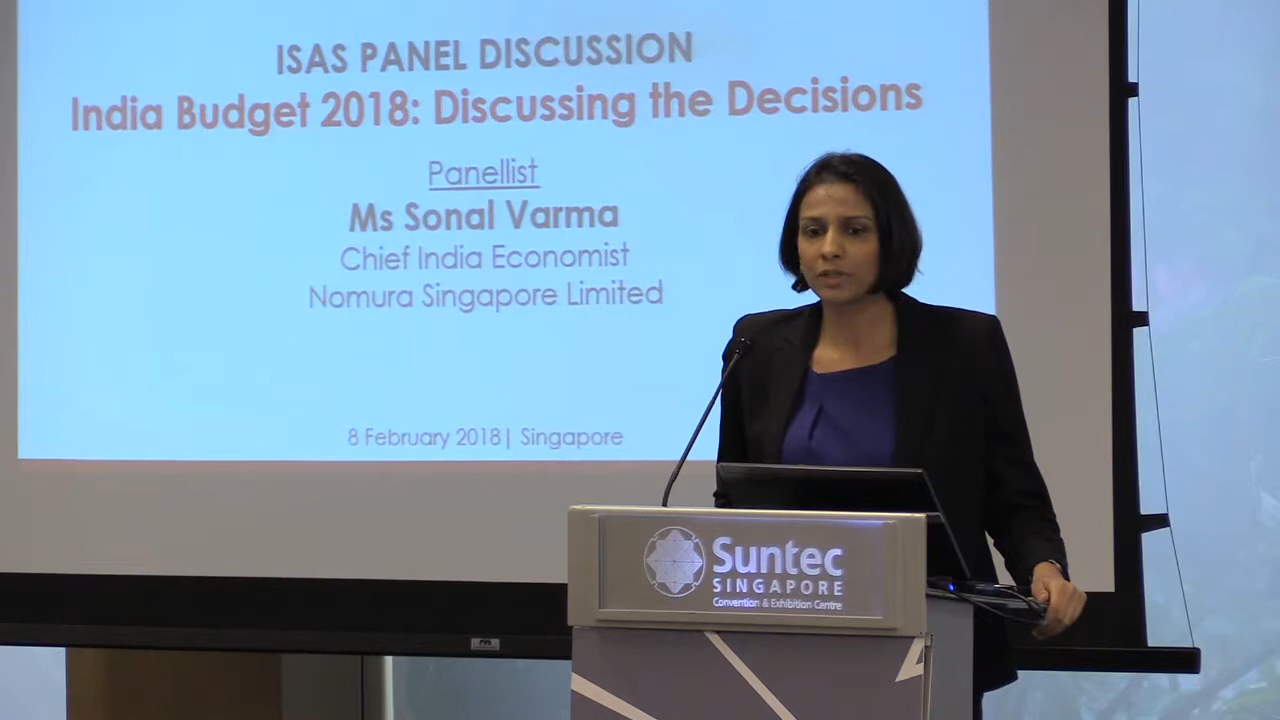 ISAS PANEL DISCUSSION
India Budget 2018: Discussing the Decisions
Panellist
Ms Sonal Varma
Chief India Economist
Nomura Singapore Limited
8 February 2018| Singapore
Suntec
SINGAPORE
Convention & Exhibition Centre